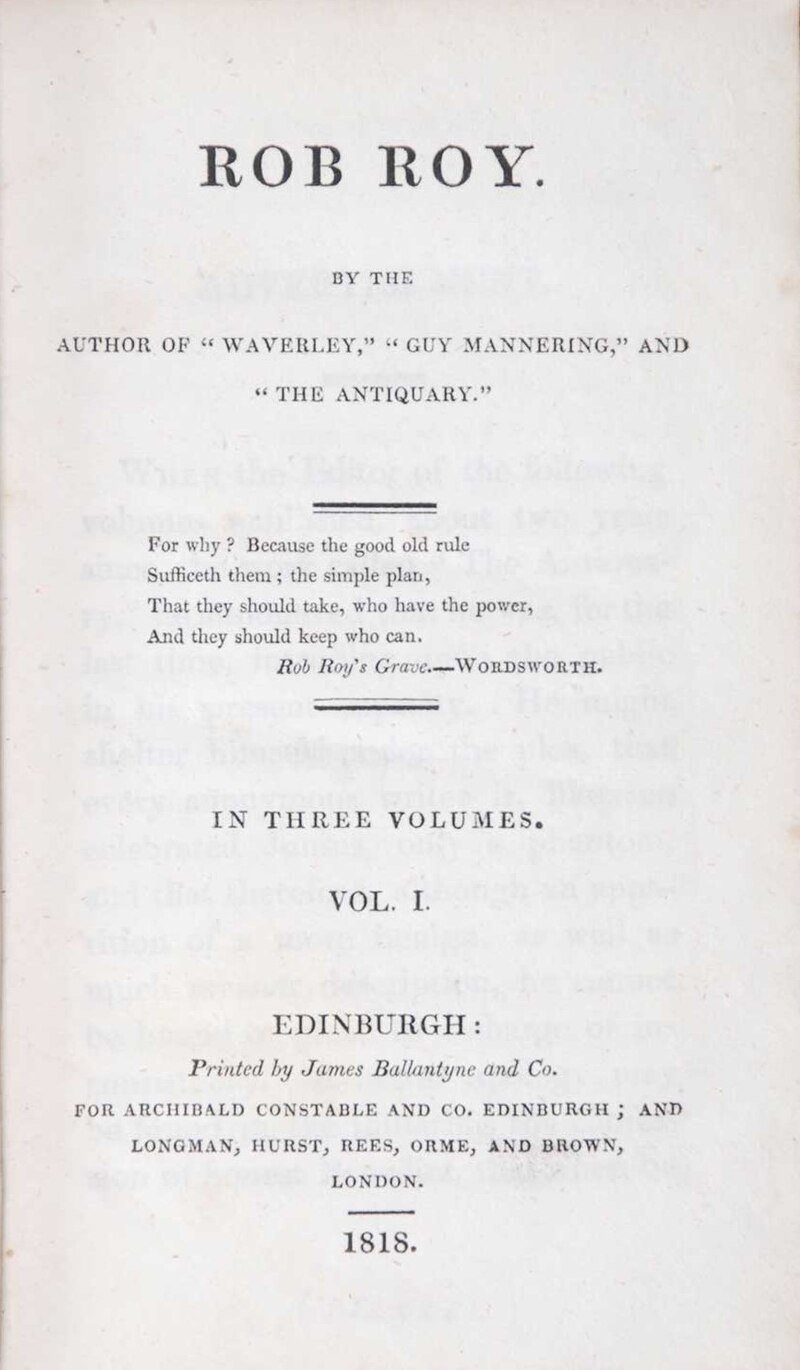 ROB ROY.
BY THE
AUTHOR OF “ WAVERLEY,” “ GUY MANNERING,” AND
“ THE ANTIQUARY.”
For why ? Because the good old rule
Sufficeth them ; the simple plan,
That they should take, who have the power,
And they should keep who can.
Rob Roy's Grave.—WORDSWORTH.
IN THREE VOLUMES.
VOL. I.
EDINBURGH :
Printed by James Ballantyne and Co.
FOR ARCHIBALD CONSTABLE AND CO. EDINBURGH ; AND
LONGMAN, HURST, REES, ORME, AND BROWN,
LONDON.
1818.